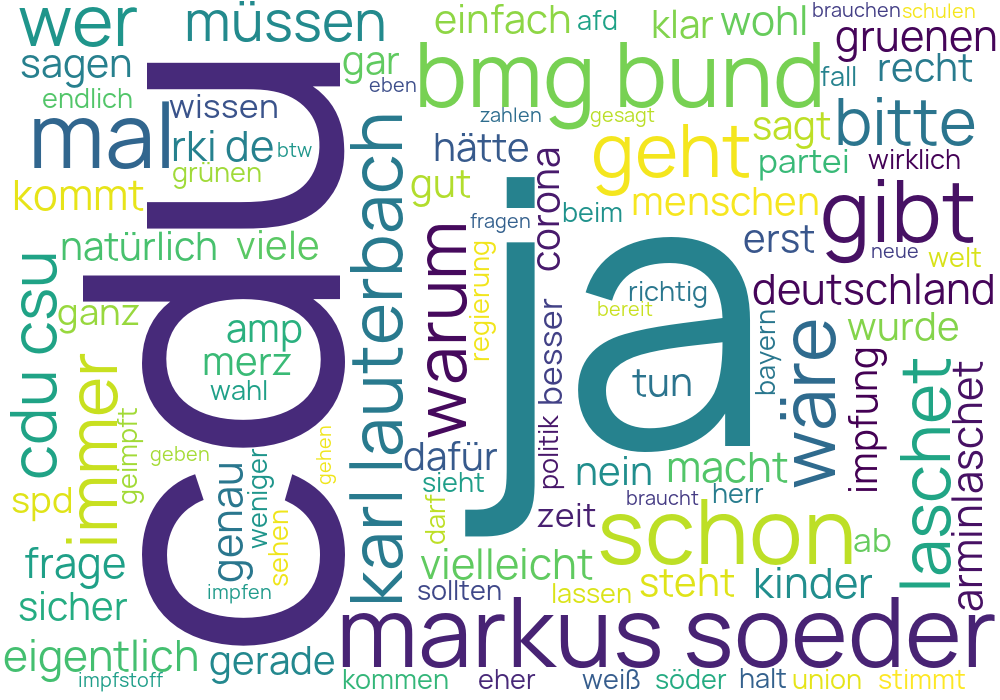 wer
müssen
einfach
afd
klar
wohl
brauchen
schulen
sagen
gar
gruenen
endlich
wissen
eben
bmg bund
fall
recht
mal
rki de
btw
zahlen
gesagt
sagt
bitte
grünen
hätte
geht
partei
wirklich
kommt
cdu
gut
corona
menschen
gibt
natürlich
viele
karl lauterbach
fragen
beim
erst
neue
welt
cdu csu
ganz
amp
warum
regierung
ja
richtig
bereit
deutschland
merz
wahl
besser
tun
bayern
wäre
wurde
immer
geimpft
geben
gehen
dafür
politik
nein
macht
impfung
laschet
arminlaschet
spd
genau
weniger
sehen
sieht
darf
zeit
braucht
herr
schon
ab
frage
impfen
vielleicht
sicher
sollten
lassen
steht
kinder
markus soeder
eigentlich
gerade
impfstoff
kommen
eher
weiß
söder
halt
union
stimmt